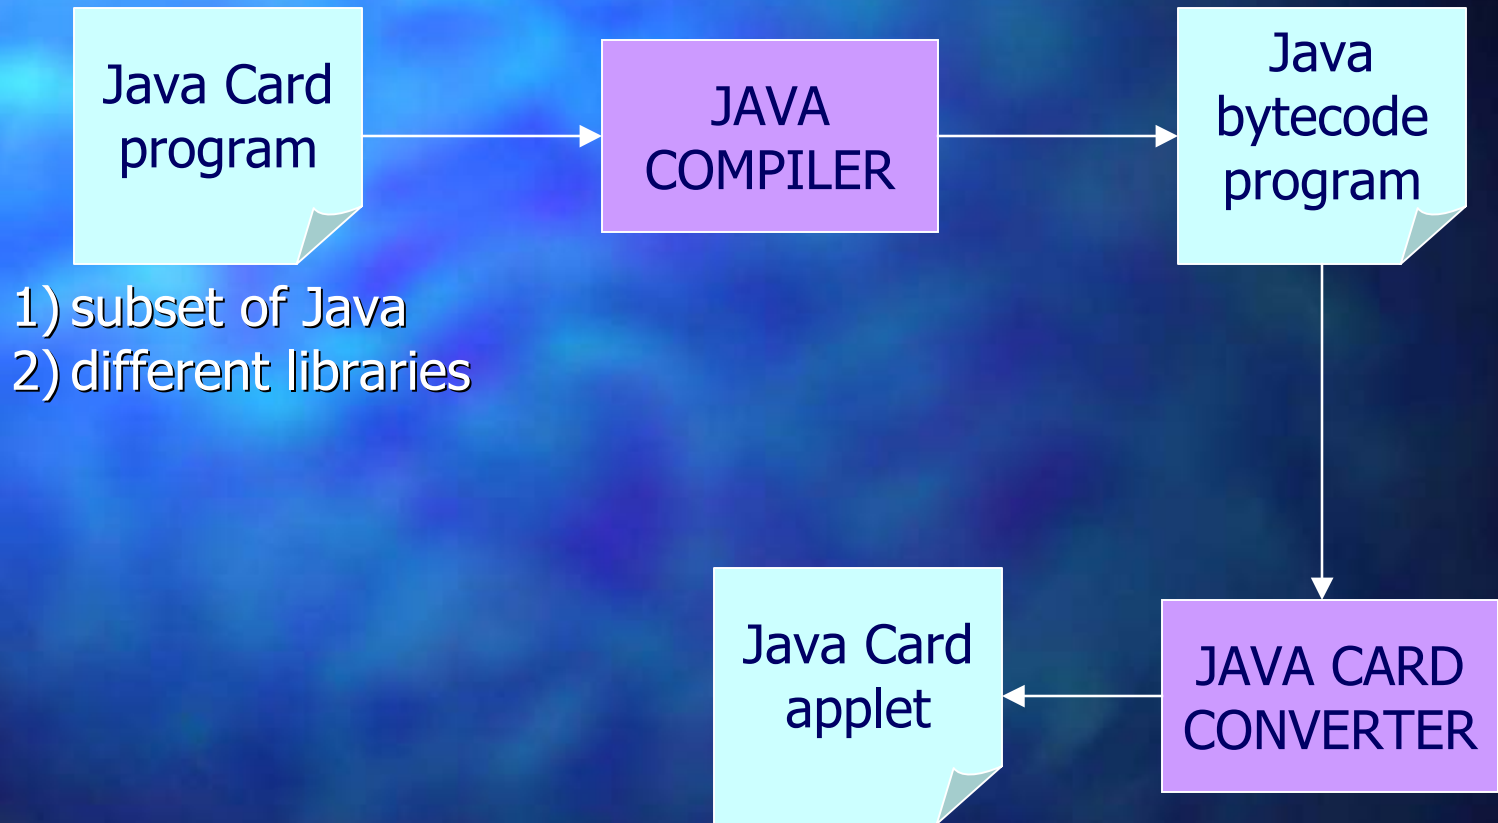 Java Card
program
JAVA
COMPILER
Java
bytecode
program
1) subset of Java
2) different libraries
Java Card
applet
JAVA CARD
CONVERTER